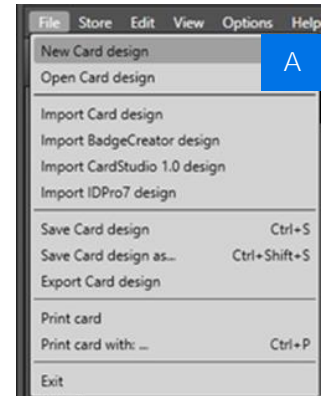 File Store Edit View Options Help
New Card design A
Open Card design
Import Card design
Import BadgeCreator design
Import CardStudio 1.0 design
Import IDPro7 design
Save Card design Ctrl+S
Save Card design as... Ctrl+Shift+S
Export Card design
Print card
Print card with: ... Ctrl+P
Exit